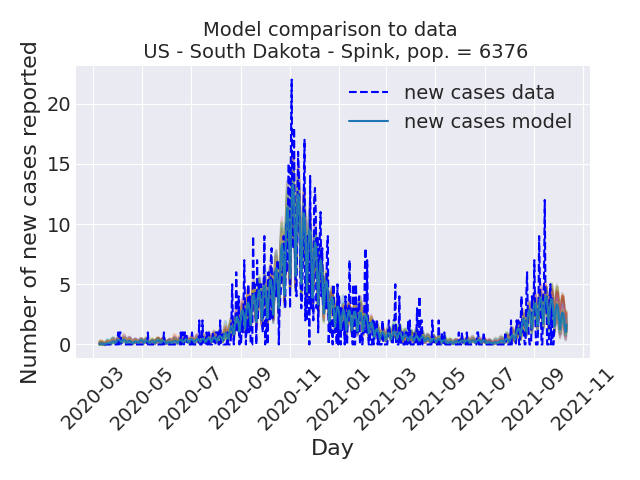 Model comparison to data
US - South Dakota - Spink, pop. = 6376
Number of new cases reported
20
15
10
5
0
new cases data
new cases model
2020-03
2020-05
2020-07
2020-09
2020-11
2021-01
2021-03
2021-05
2021-07
2021-09
2021-11
Day